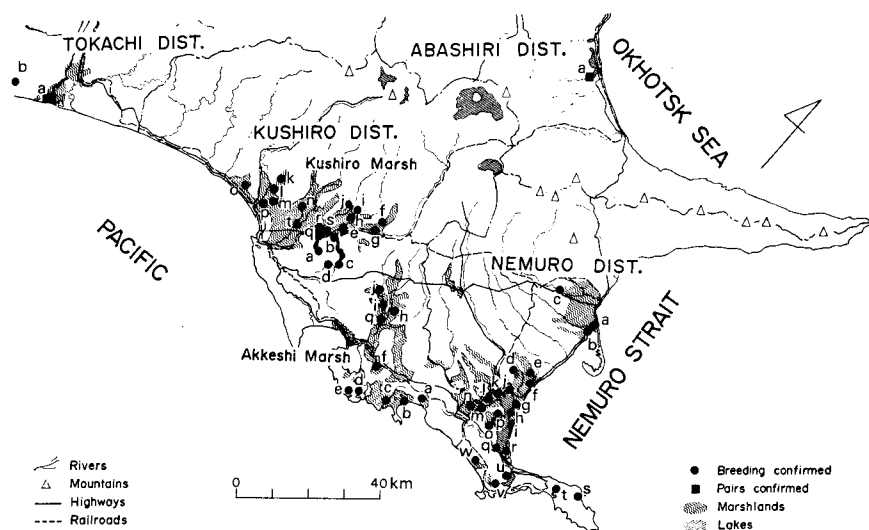 TOKACHI DIST.
ABASHIRI DIST.
OKHOTSK SEA
b
a
a
KUSHIRO DIST.
Kushiro Marsh
o
k
l
m
p
n
j
i
h
f
t
q
r
s
e
g
b
a
d
c
PACIFIC
NEMURO DIST.
c
a
b
NEMURO STRAIT
i
q
h
Akkeshi Marsh
f
e
d
c
b
a
d
e
f
n
m
k
j
g
p
h
o
i
q
r
w
u
v
t
s
Rivers
Mountains
Highways
Railroads
0 40km
Breeding confirmed
Pairs confirmed
Marshlands
Lakes